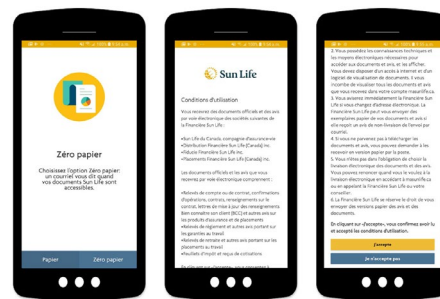 Zéro papier
Choisissez l'option Zéro papier:
un courriel vous dit quand
vos documents Sun Life sont
accessibles.
Papier
Zéro papier
Sun Life
Conditions d'utilisation
Vous recevrez des documents officiels et des avis
par voie électronique des sociétés suivantes de
la Financière Sun Life :
•Sun Life du Canada, compagnie d'assurance-vie
•Distribution Financière Sun Life (Canada) inc.
•Fiducie Financière Sun Life inc.
•Placements Financière Sun Life (Canada) inc.
Les documents officiels et les avis que vous
recevrez par voie électronique comprennent :
•Relevés de compte ou de contrat, confirmations
d'opérations, contrats, renseignements sur le
contrat, lettres de mise à jour des renseignements
Bien connaître son client (BCC) et autres avis sur
les produits d'assurance et de placements
•Relevés de règlement et autres avis portant sur
les garanties au travail
•Relevés de retraite et autres avis portant sur les
placements au travail
•Feuillets d'impôt et reçus de cotisations
En cliquant sur «J'accepte», vous consentez à
2. Vous possédez les connaissances techniques et
les moyens électroniques nécessaires pour
accéder aux documents et avis, et les afficher.
Vous devez disposer d'un accès à Internet et d'un
logiciel de visualisation de documents. Il vous
incombe de visualiser tous les documents et avis
que vous recevez dans votre compte masunlife.ca.
3. Vous aviserez immédiatement la Financière Sun
Life si vous changez d'adresse électronique. La
Financière Sun Life peut vous envoyer des
exemplaires papier de vos documents et avis si
elle reçoit un avis de non-livraison de l'envoi par
courriel.
4. Si vous ne parvenez pas à télécharger les
documents et avis, vous pouvez demander à les
recevoir en version papier par la poste.
5. Vous n'êtes pas dans l'obligation de choisir la
livraison électronique des documents et des avis.
Vous pouvez renoncer quand vous le voulez à la
livraison électronique en accédant à masunlife.ca
ou en appelant la Financière Sun Life ou votre
conseiller.
6. La Financière Sun Life se réserve le droit de vous
envoyer des versions papier des avis et des
documents.
En cliquant sur «J'accepte», vous confirmez avoir lu
et accepté les conditions d'utilisation.
J'accepte
Je n'accepte pas